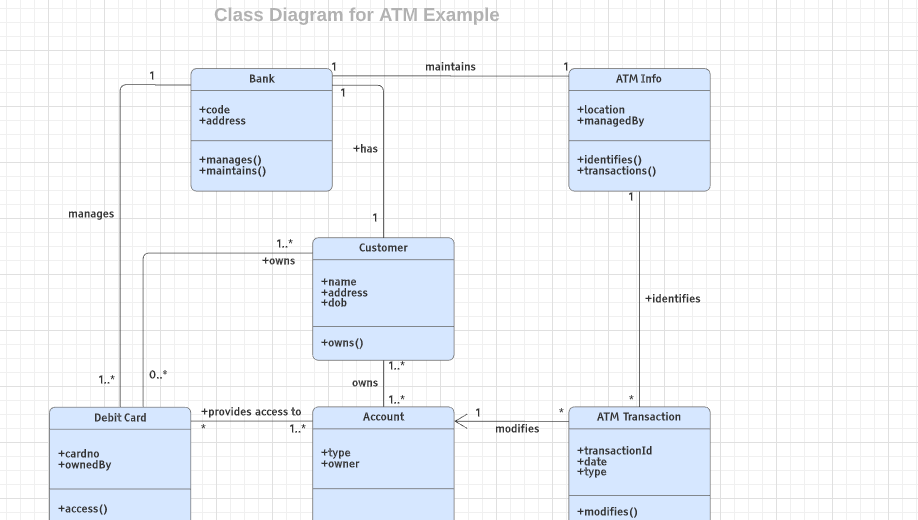 Class Diagram for ATM Example
1
maintains
1
1
Bank
ATM Info
1
+code
+address
+location
+managedBy
+has
+manages()
+maintains()
+identifies()
+transactions()
1
manages
1
1..*
+owns
Customer
+name
+address
+dob
+identifies
+owns()
1..*
0..*
1..*
owns
1..*
*
+provides access to
*
1..*
1
*
modifies
Debit Card
Account
ATM Transaction
+cardno
+ownedBy
+type
+owner
+transactionId
+date
+type
+access()
+modifies()